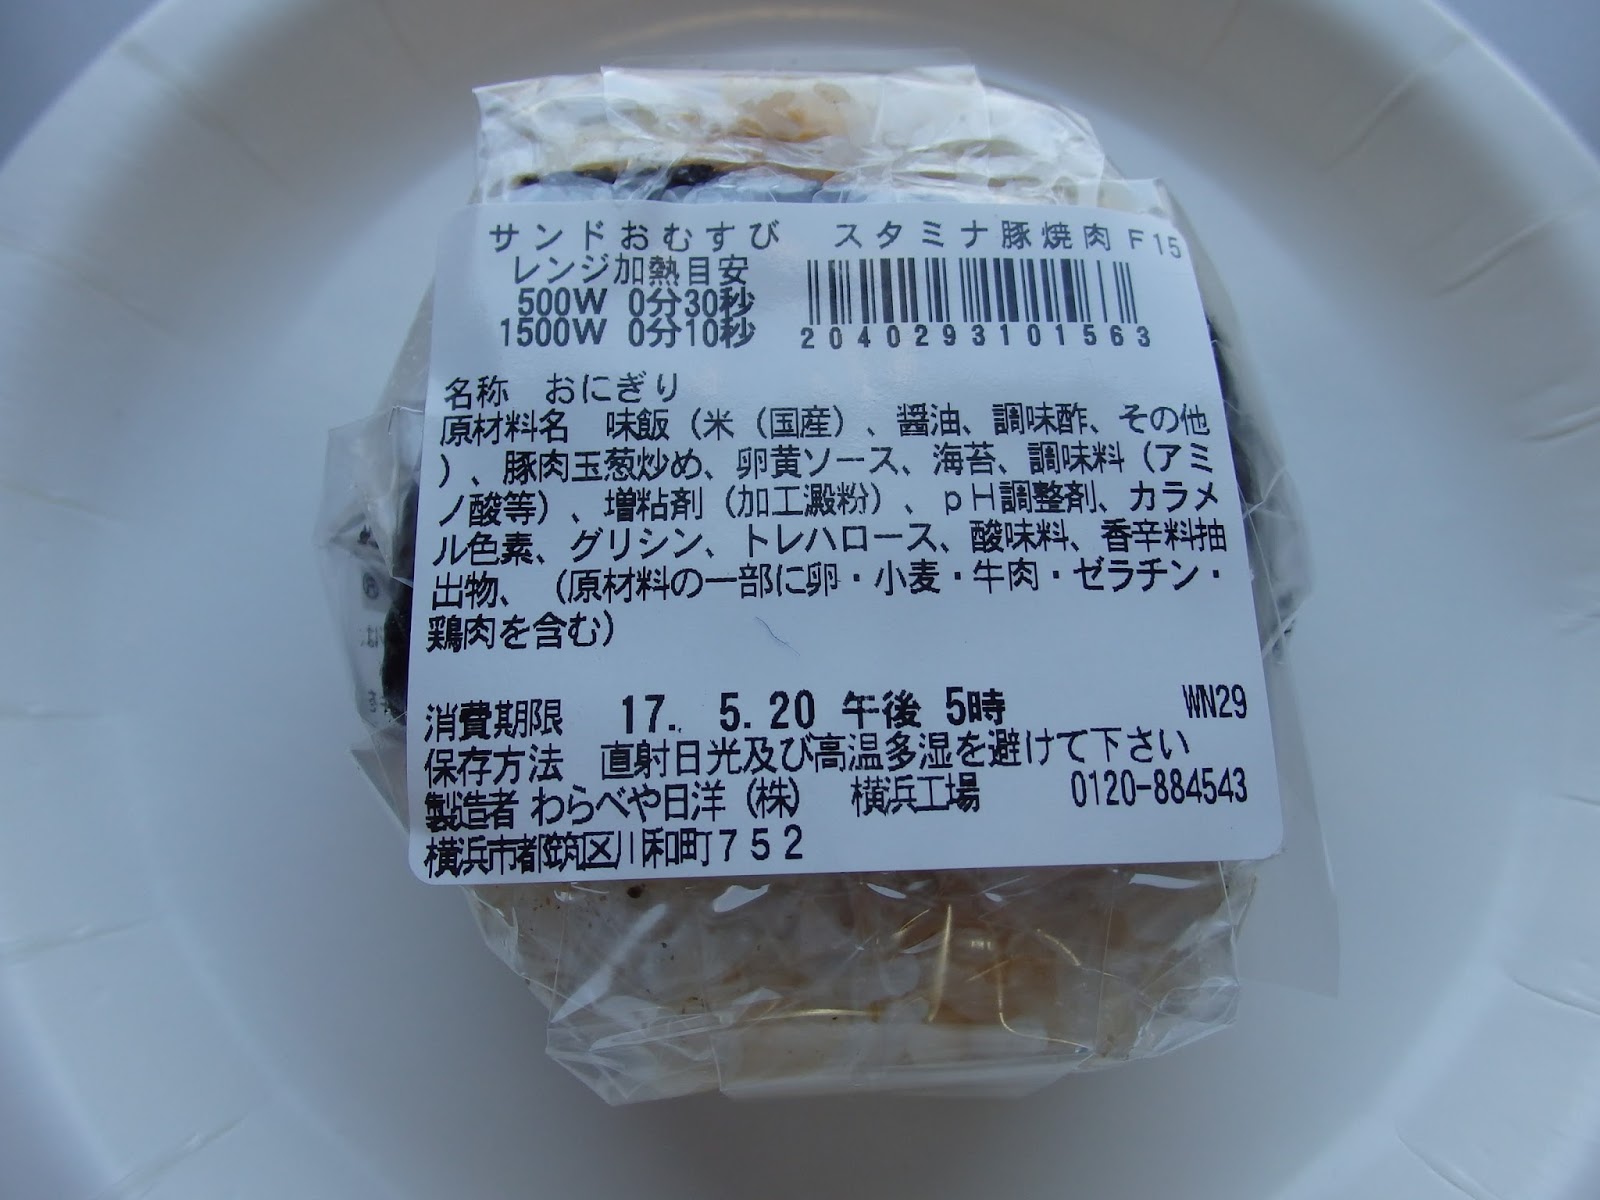 サンドおむすび　スタミナ豚焼肉 F15
レンジ加熱目安
500W 0分30秒
1500W 0分10秒
2040293101563
名称　おにぎり
原材料名　味飯（米（国産）、醤油、調味酢、その他
）、豚肉玉葱炒め、卵黄ソース、海苔、調味料（アミ
ノ酸等）、増粘剤（加工澱粉）、ｐＨ調整剤、カラメ
ル色素、グリシン、トレハロース、酸味料、香辛料抽
出物、（原材料の一部に卵・小麦・牛肉・ゼラチン・
鶏肉を含む）
消費期限　17. 5.20 午後 5時　WN29
保存方法　直射日光及び高温多湿を避けて下さい
製造者 わらべや日洋（株）　横浜工場　0120-884543
横浜市都筑区川和町７５２